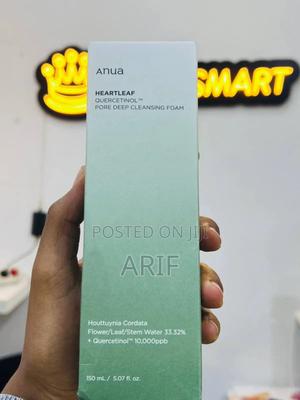 Anua
SMART
HEARTLEAF
QUERCETINOL™
PORE DEEP CLEANSING FOAM
POSTED ON JIJI
ARIF
Houttuynia Cordata
Flower/Leaf/Stem Water 33.32%
+ Quercetinol™ 10,000ppb
150 mL / 5.07 fl. oz.